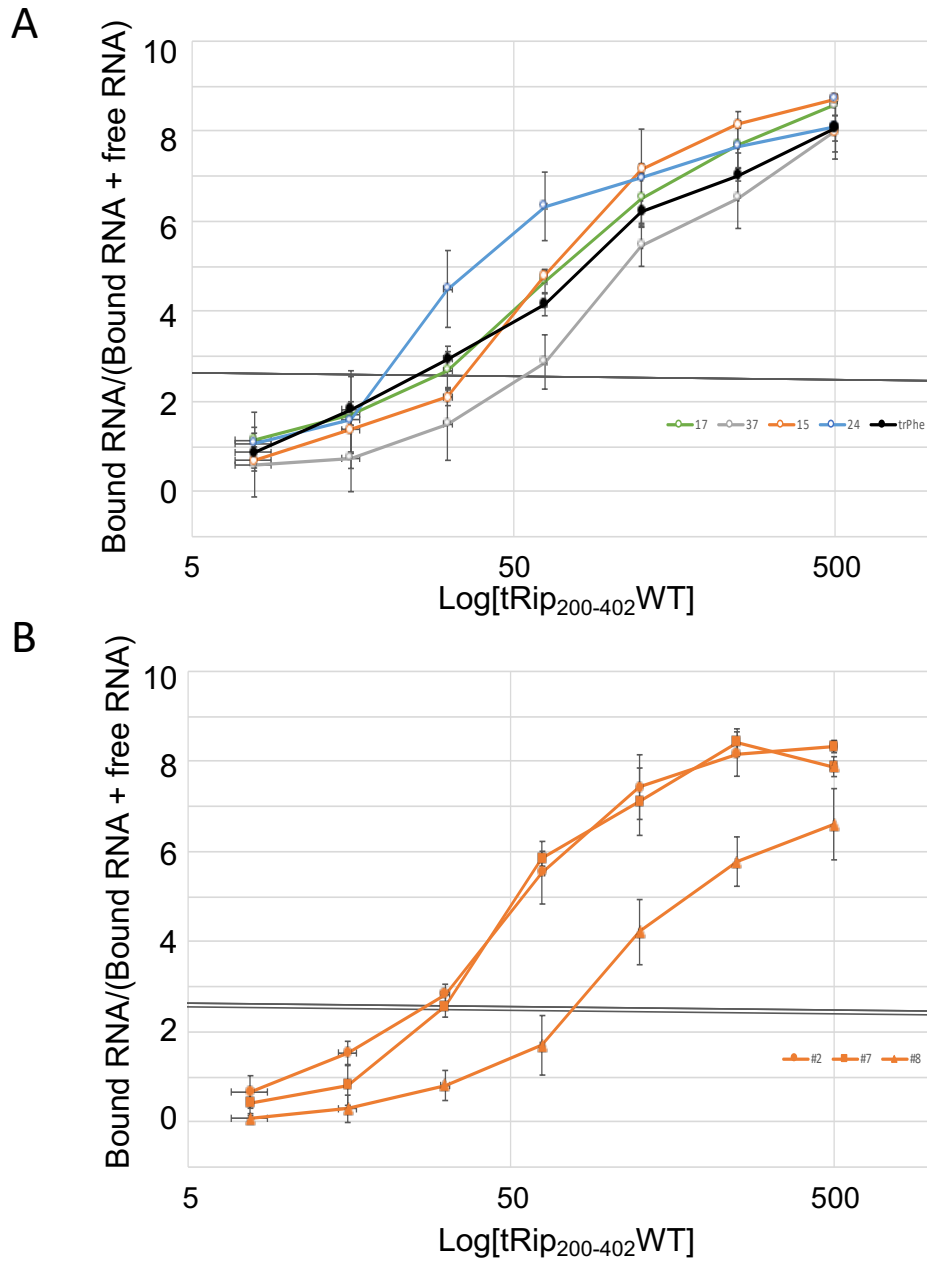 A
Bound RNA/(Bound RNA + free RNA)
10
8
6
4
2
0
17 37 15 24 trPhe
5 50 500
Log[tRip200-402WT]
B
Bound RNA/(Bound RNA + free RNA)
10
8
6
4
2
0
#2 #7 #8
5 50 500
Log[tRip200-402WT]